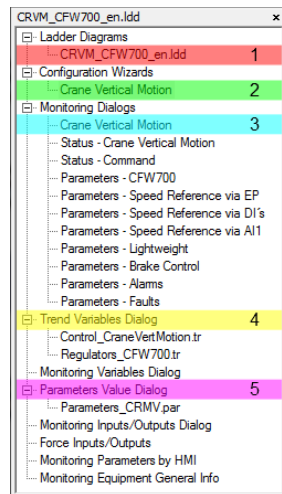 CRVM_CFW700_en.ldd ×
Ladder Diagrams
CRVM_CFW700_en.ldd 1
Configuration Wizards
Crane Vertical Motion 2
Monitoring Dialogs
Crane Vertical Motion 3
Status - Crane Vertical Motion
Status - Command
Parameters - CFW700
Parameters - Speed Reference via EP
Parameters - Speed Reference via DI´s
Parameters - Speed Reference via AI1
Parameters - Lightweight
Parameters - Brake Control
Parameters - Alarms
Parameters - Faults
Trend Variables Dialog 4
Control_CraneVertMotion.tr
Regulators_CFW700.tr
Monitoring Variables Dialog
Parameters Value Dialog 5
Parameters_CRMV.par
Monitoring Inputs/Outputs Dialog
Force Inputs/Outputs
Monitoring Parameters by HMI
Monitoring Equipment General Info